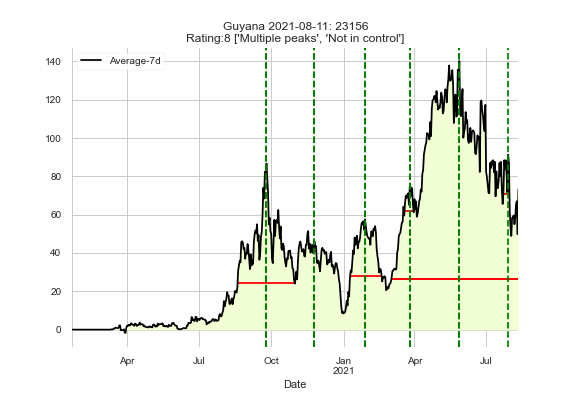 Guyana 2021-08-11: 23156
Rating:8 ['Multiple peaks', 'Not in control']
Average-7d
140
120
100
80
60
40
20
0
Apr
Jul
Oct
Jan
2021
Apr
Jul
Date